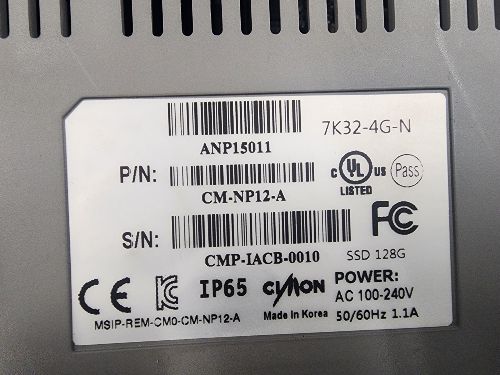 ANP15011
7K32-4G-N
P/N:
CM-NP12-A
C UL US
LISTED
Pass
S/N:
CMP-IACB-0010
FC
SSD 128G
CE
IP65
CIMON
Made in Korea
POWER:
AC 100-240V
50/60Hz 1.1A
MSIP-REM-CM0-CM-NP12-A